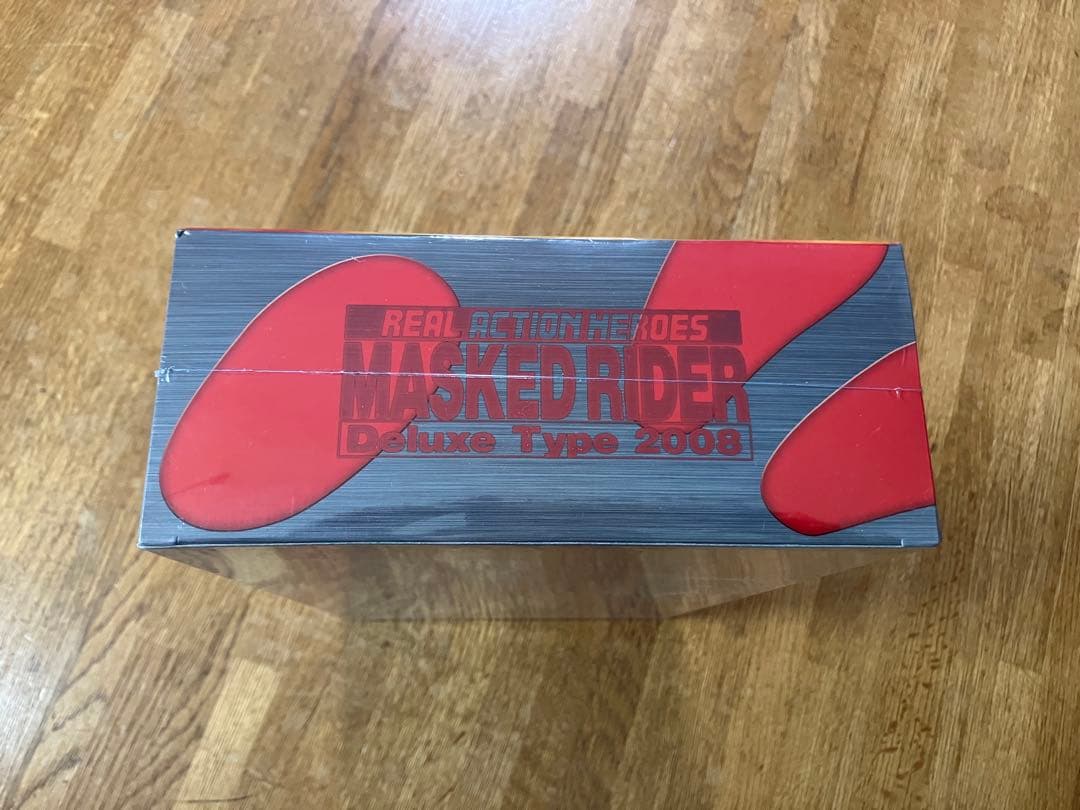 REAL ACTION HEROES
MASKED RIDER
Deluxe Type 2008